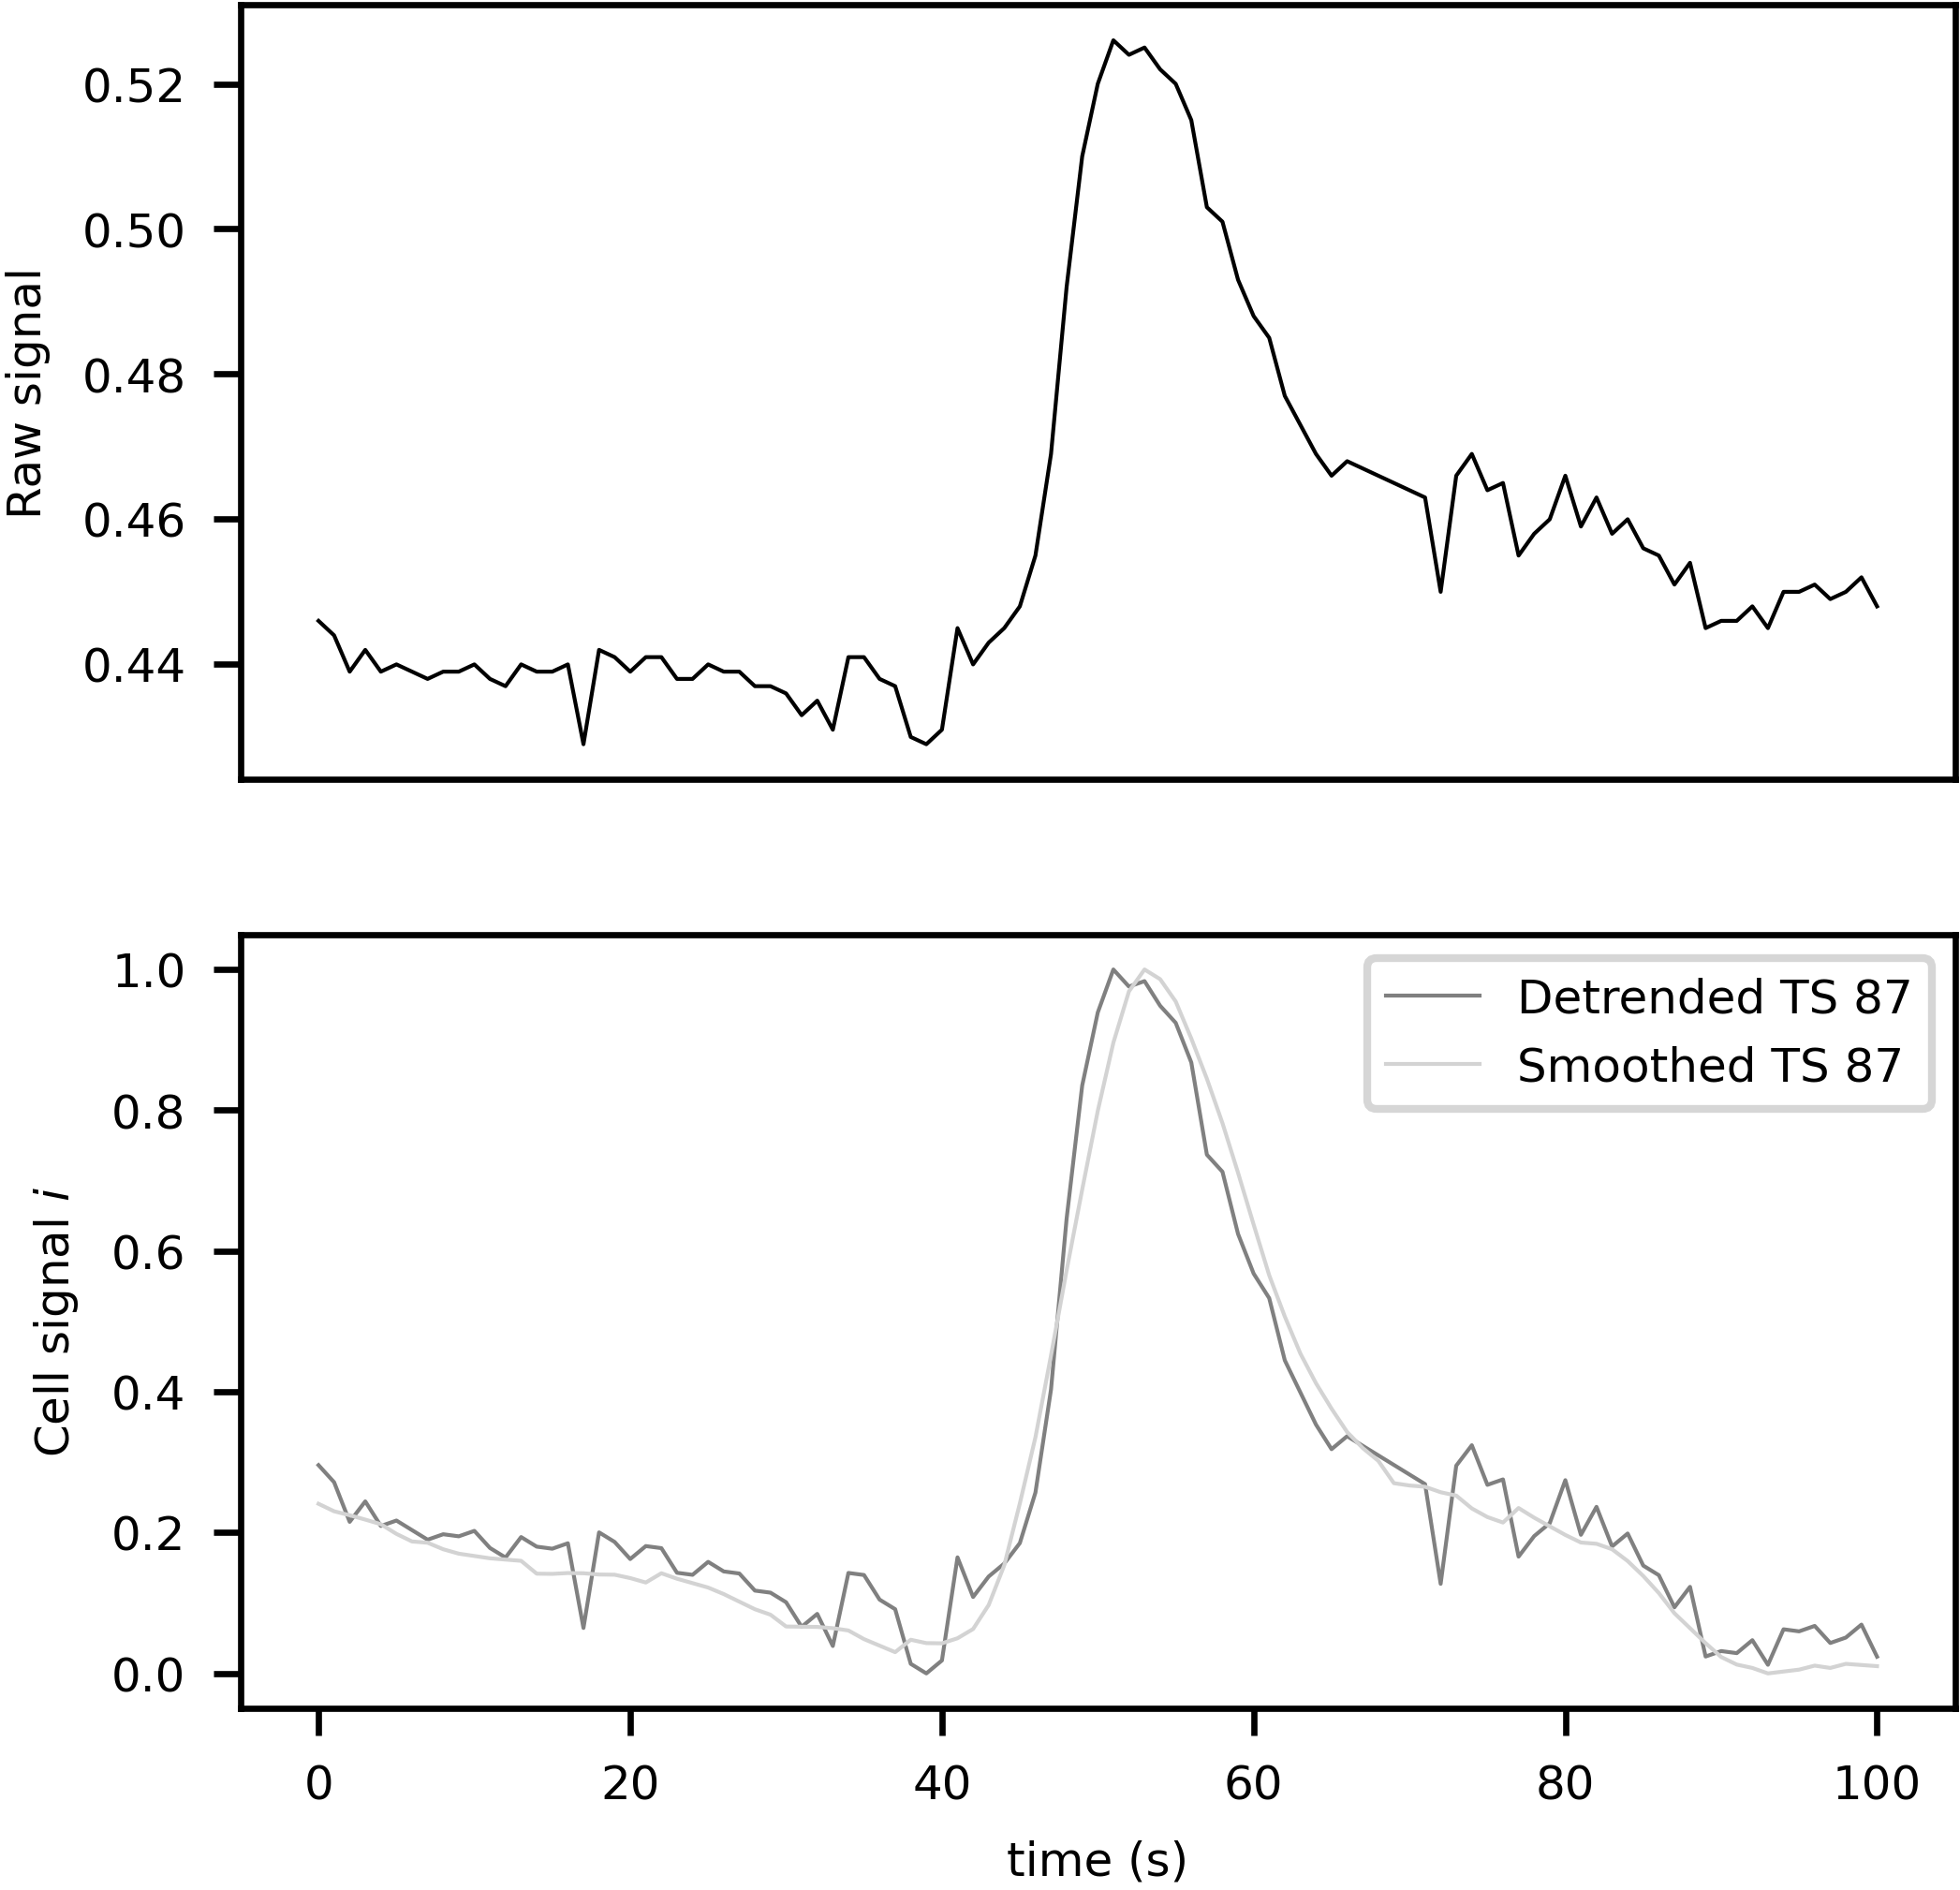 Raw signal
0.52
0.50
0.48
0.46
0.44
Cell signal i
1.0
0.8
0.6
0.4
0.2
0.0
Detrended TS 87
Smoothed TS 87
0 20 40 60 80 100
time (s)